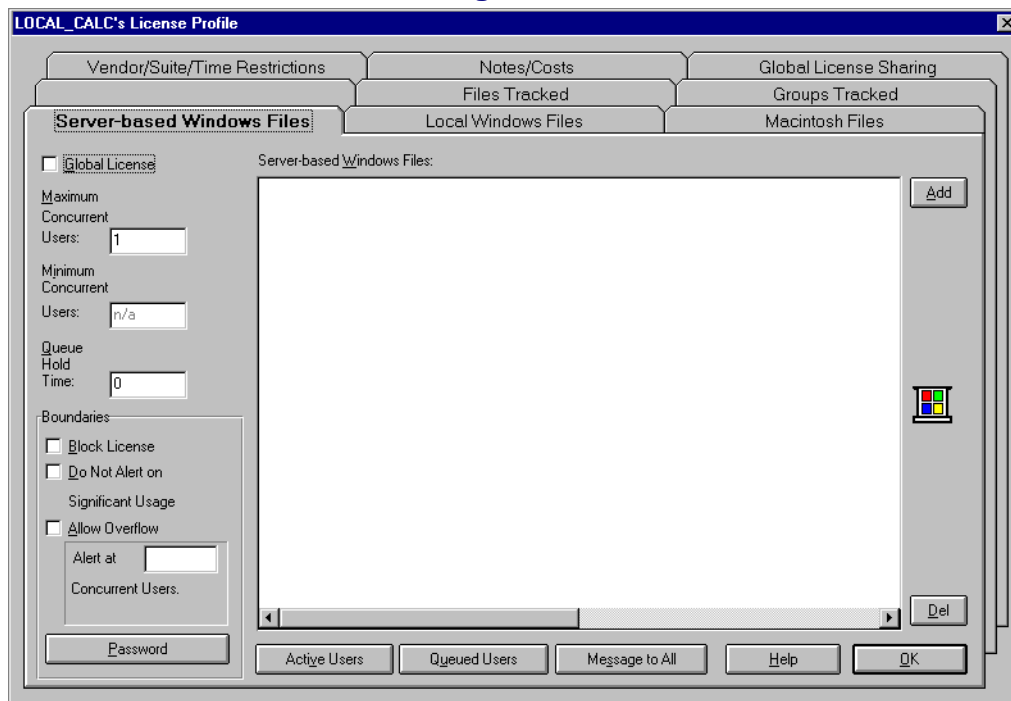 LOCAL_CALC's License Profile
Vendor/Suite/Time Restrictions
Notes/Costs
Global License Sharing
Files Tracked
Groups Tracked
Server-based Windows Files
Local Windows Files
Macintosh Files
Global License
Server-based Windows Files:
Add
Maximum
Concurrent
Users: 1
Minimum
Concurrent
Users: n/a
Queue
Hold
Time: 0
Boundaries
Block License
Do Not Alert on
Significant Usage
Allow Overflow
Alert at
Concurrent Users.
Del
Password
Active Users
Queued Users
Message to All
Help
OK